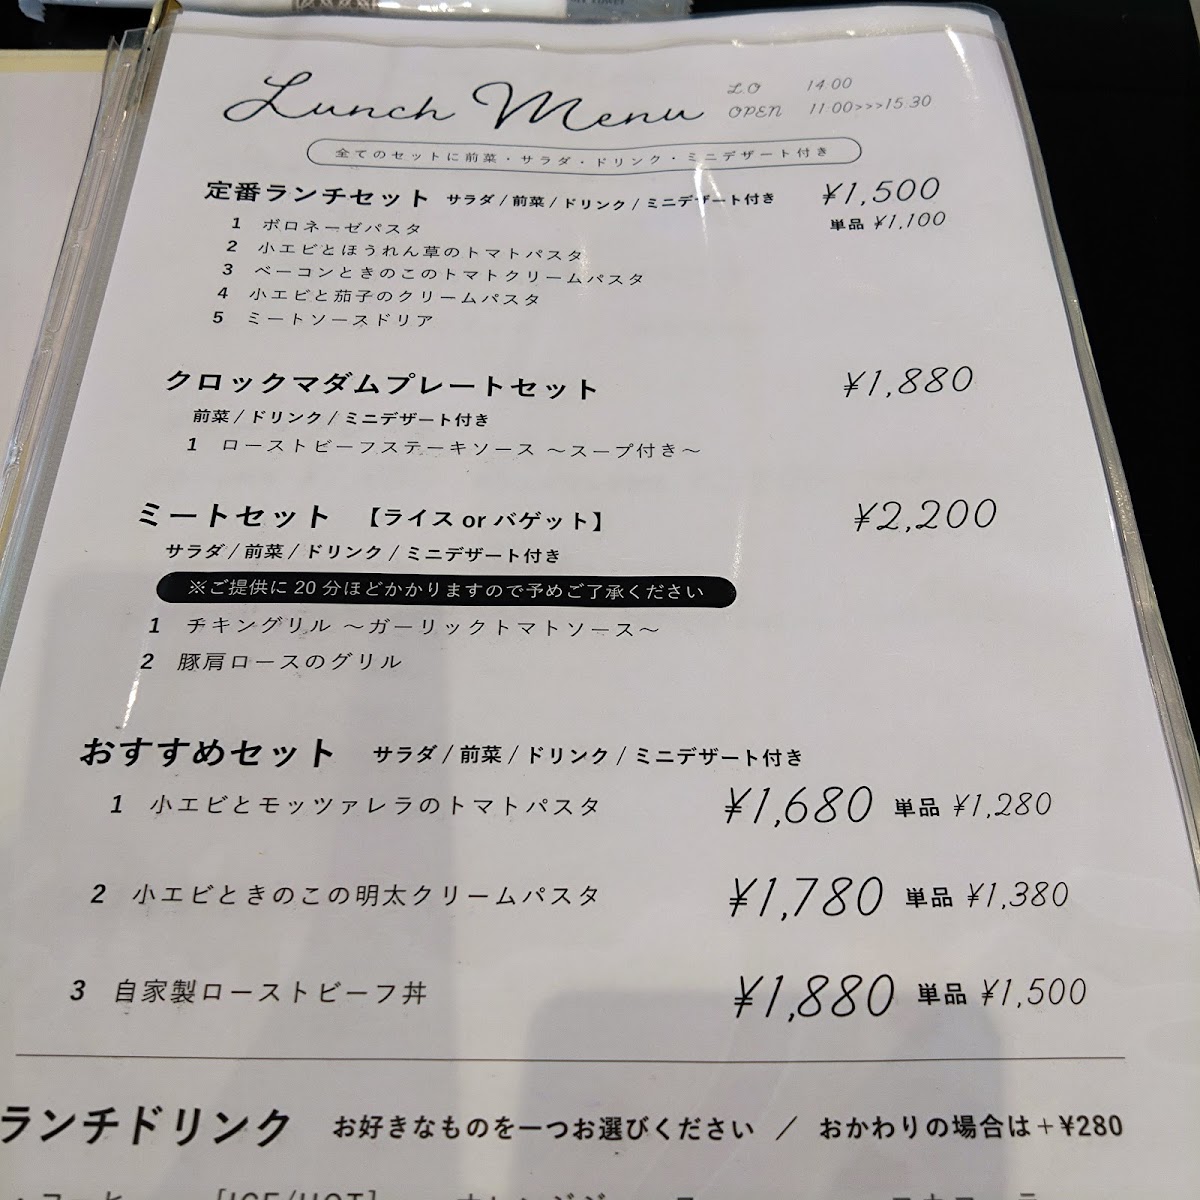 Lunch Menu
L.O 14:00
OPEN 11:00>>>15:30
全てのセットに前菜・サラダ・ドリンク・ミニデザート付き
定番ランチセット サラダ/前菜/ドリンク/ミニデザート付き ¥1,500
単品 ¥1,100
1 ボロネーゼパスタ
2 小エビとほうれん草のトマトパスタ
3 ベーコンときのこのトマトクリームパスタ
4 小エビと茄子のクリームパスタ
5 ミートソースドリア
クロックマダムプレートセット ¥1,880
前菜/ドリンク/ミニデザート付き
1 ローストビーフステーキソース ～スープ付き～
ミートセット 【ライス or バゲット】 ¥2,200
サラダ/前菜/ドリンク/ミニデザート付き
※ご提供に 20 分ほどかかりますので予めご了承ください
1 チキングリル ～ガーリックトマトソース～
2 豚肩ロースのグリル
おすすめセット サラダ/前菜/ドリンク/ミニデザート付き
1 小エビとモッツァレラのトマトパスタ ¥1,680 単品 ¥1,280
2 小エビときのこの明太クリームパスタ ¥1,780 単品 ¥1,380
3 自家製ローストビーフ丼 ¥1,880 単品 ¥1,500
ランチドリンク お好きなものを一つお選びください / おかわりの場合は+¥280
[ICE/HOT]